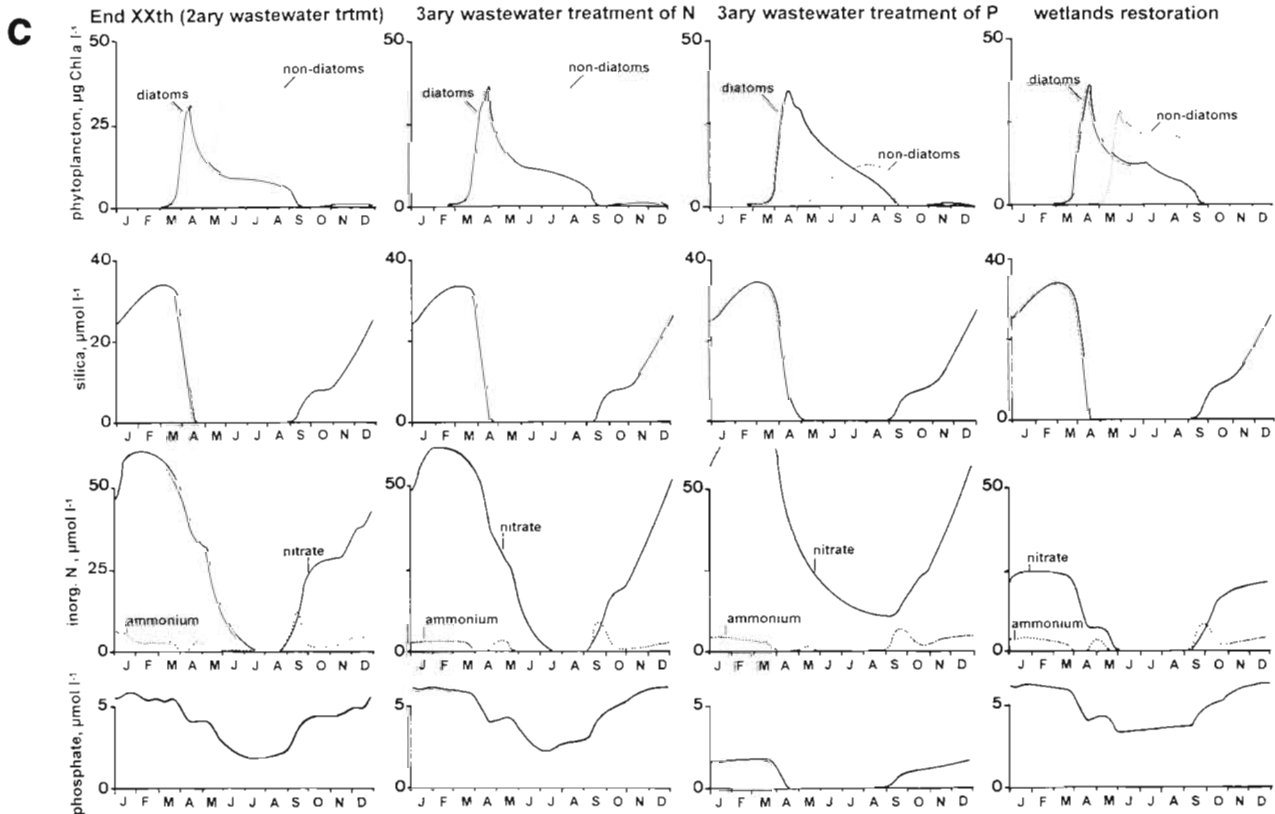 C
End XXth (2ary wastewater trtmt)
3ary wastewater treatment of N
3ary wastewater treatment of P
wetlands restoration
phytoplancton, µg Chl a l-1
50
25
0
diatoms
non-diatoms
J F M A M J J A S O N D
50
0
diatoms
non-diatoms
J F M A M J J A S O N D
50
0
diatoms
non-diatoms
J F M A M J J A S O N D
50
0
diatoms
non-diatoms
J F M A M J J A S O N D
silica, µmol l-1
40
20
0
J F M A M J J A S O N D
40
0
J F M A M J J A S O N D
40
J F M A M J J A S O N D
40
0
J F M A M J J A S O N D
inorg. N , µmol l-1
50
25
0
nitrate
ammonium
J F M A M J J A S O N D
50
0
nitrate
ammonium
J F M A M J J A S O N D
50
0
nitrate
ammonium
J F M A M J J A S O N D
50
0
nitrate
ammonium
J F M A M J J A S O N D
phosphate, µmol l-1
5
0
J F M A M J J A S O N D
5
0
J F M A M J J A S O N D
5
0
J F M A M J J A S O N D
5
0
J F M A M J J A S O N D